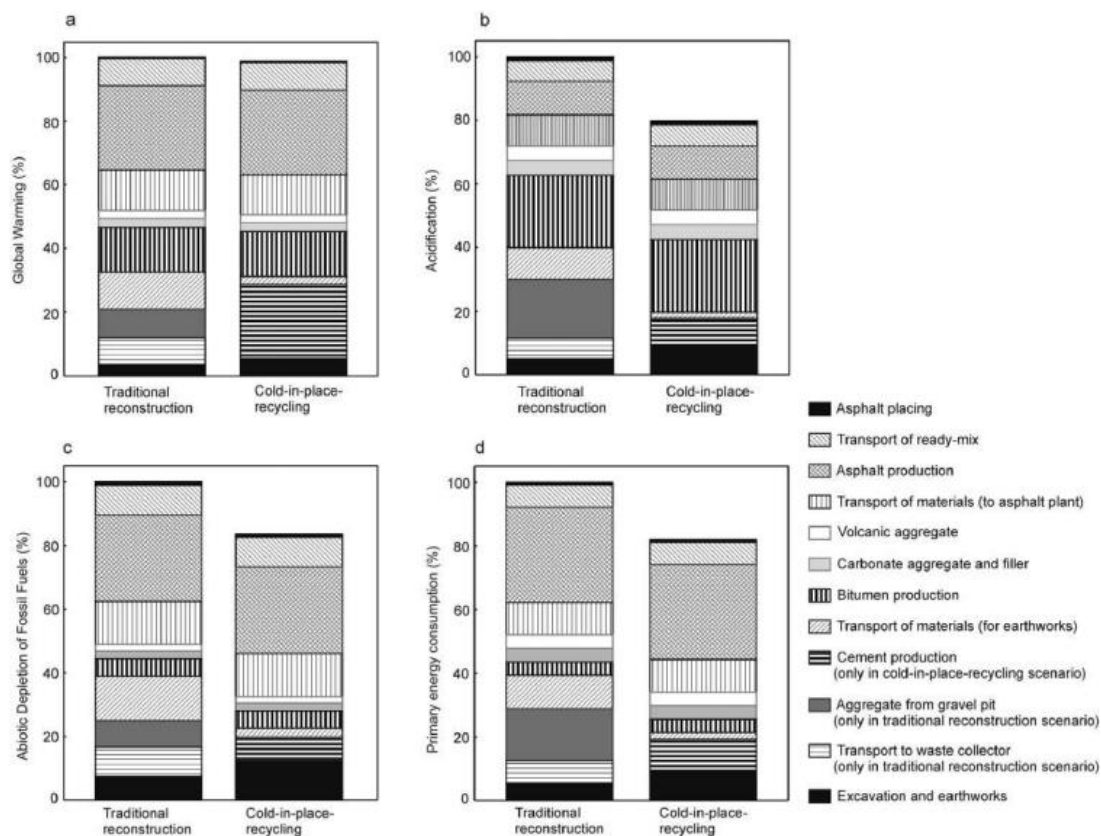 a
100
80
60
40
20
0
Global Warming (%)
Traditional
reconstruction
Cold-in-place-
recycling
b
100
80
60
40
20
0
Acidification (%)
Traditional
reconstruction
Cold-in-place-
recycling
c
100
80
60
40
20
0
Abiotic Depletion of Fossil Fuels (%)
Traditional
reconstruction
Cold-in-place-
recycling
d
100
80
60
40
20
0
Primary energy consumption (%)
Traditional
reconstruction
Cold-in-place-
recycling
Asphalt placing
Transport of ready-mix
Asphalt production
Transport of materials (to asphalt plant)
Volcanic aggregate
Carbonate aggregate and filler
Bitumen production
Transport of materials (for earthworks)
Cement production
(only in cold-in-place-recycling scenario)
Aggregate from gravel pit
(only in traditional reconstruction scenario)
Transport to waste collector
(only in traditional reconstruction scenario)
Excavation and earthworks